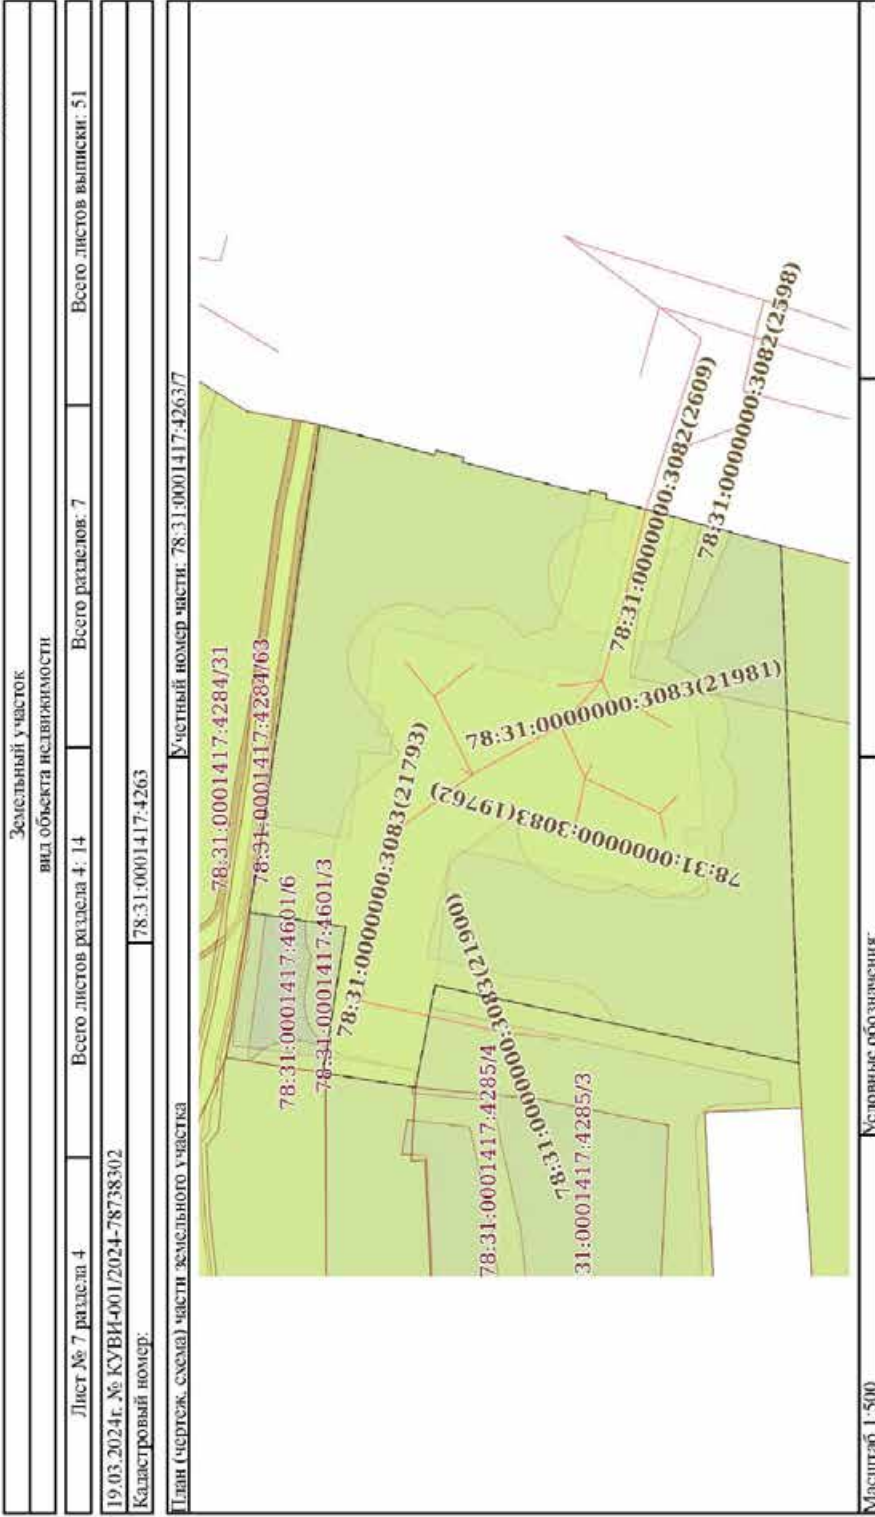 Земельный участок
вид объекта недвижимости
Лист № 7 раздела 4
Всего листов раздела 4: 14
Всего разделов: 7
Всего листов выписки: 51
19.03.2024г. № КУВИ-001/2024-78738302
Кадастровый номер:
78:31:0001417:4263
План (чертеж, схема) части земельного участка
Учетный номер части: 78:31:0001417:4263/7
78:31:0001417:4284/31
78:31:0001417:4284/63
78:31:0001417:4601/6
78:31:0001417:4601/3
78:31:0000000:3083(21793)
78:31:0000000:3083(19762)
78:31:0000000:3083(21981)
78:31:0000000:3082(2609)
78:31:0000000:3082(2598)
78:31:0000000:3083(21900)
78:31:0001417:4285/4
31:0001417:4285/3
Масштаб 1:500
Условные обозначения: